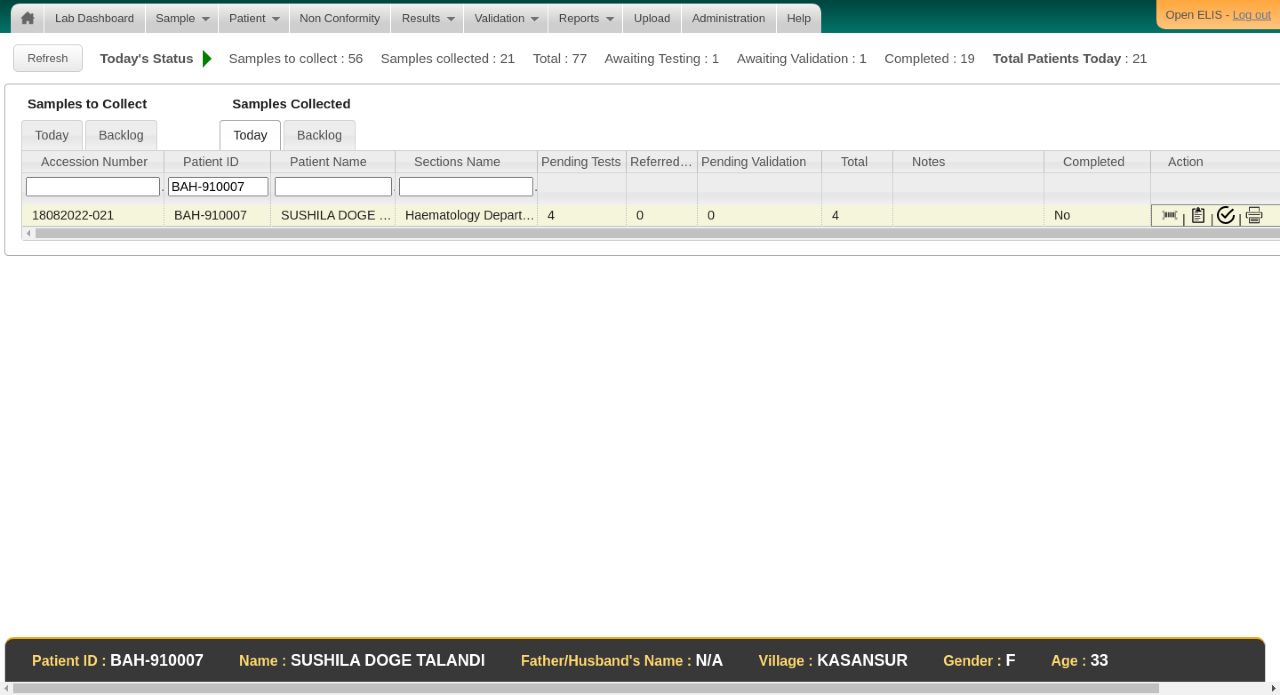 Lab Dashboard Sample Patient Non Conformity Results Validation Reports Upload Administration Help Open ELIS - Log out
Refresh Today's Status Samples to collect : 56 Samples collected : 21 Total : 77 Awaiting Testing : 1 Awaiting Validation : 1 Completed : 19 Total Patients Today : 21
Samples to Collect Samples Collected
Today Backlog Today Backlog
Accession Number Patient ID Patient Name Sections Name Pending Tests Referred… Pending Validation Total Notes Completed Action
BAH-910007
18082022-021 BAH-910007 SUSHILA DOGE … Haematology Depart… 4 0 0 4 No | | |
Patient ID : BAH-910007 Name : SUSHILA DOGE TALANDI Father/Husband's Name : N/A Village : KASANSUR Gender : F Age : 33